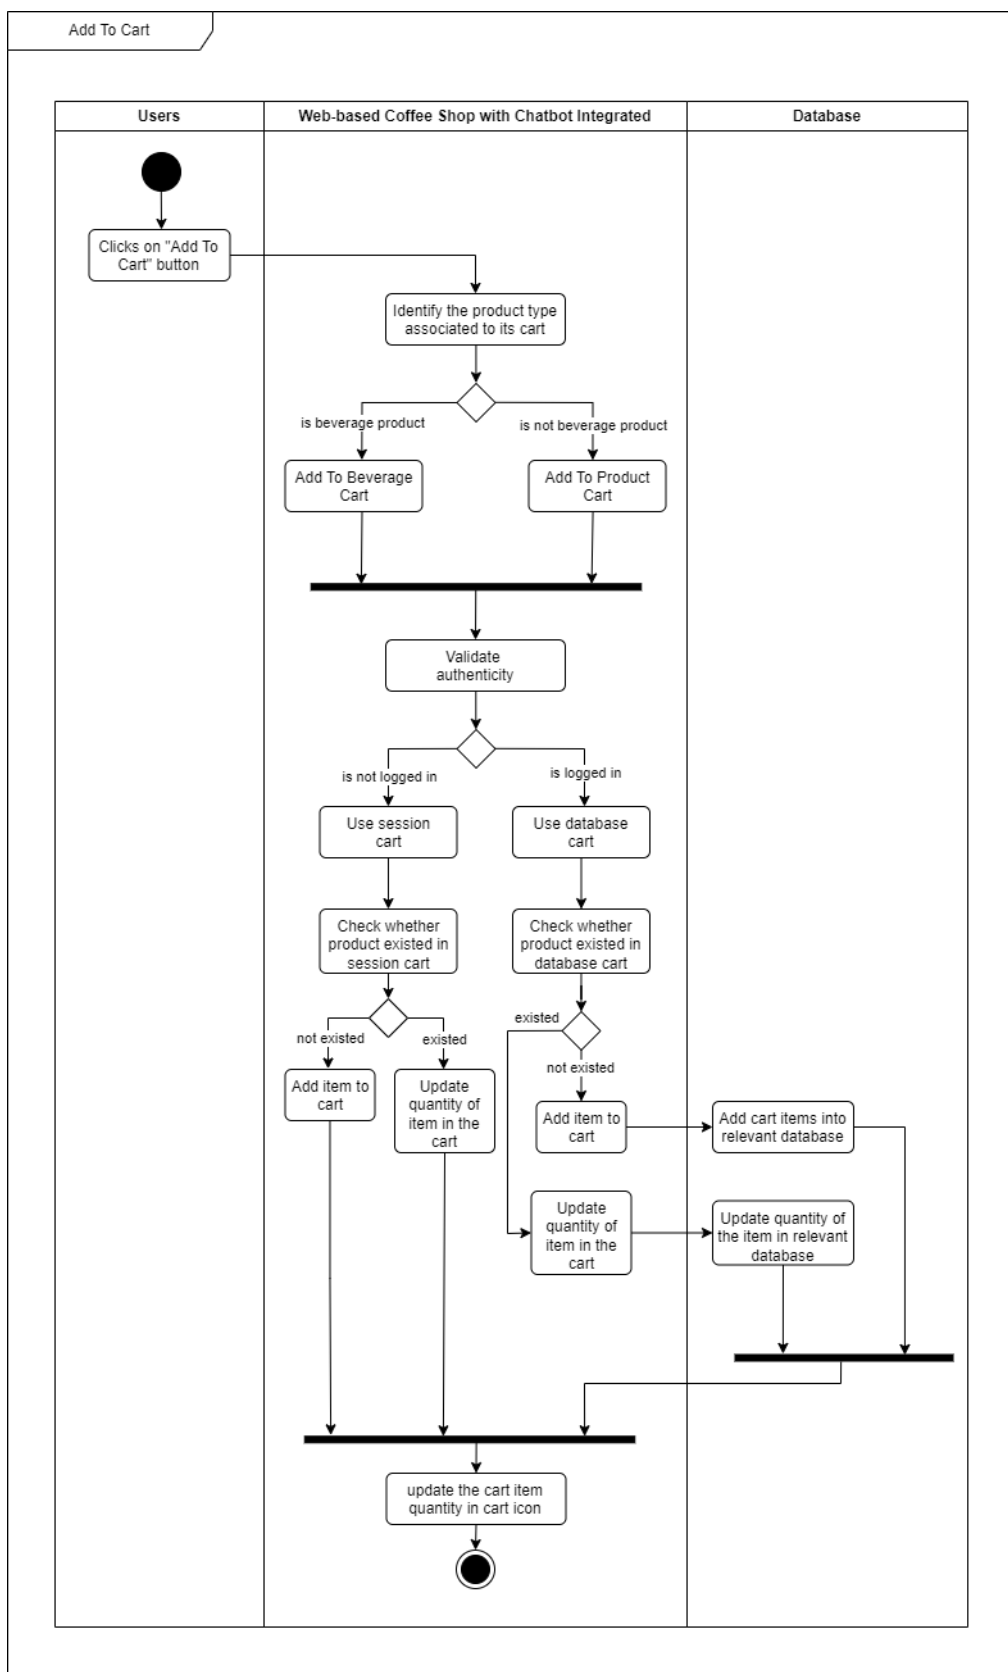 Add To Cart
Users
Web-based Coffee Shop with Chatbot Integrated
Database
Clicks on "Add To
Cart" button
Identify the product type
associated to its cart
is beverage product
is not beverage product
Add To Beverage
Cart
Add To Product
Cart
Validate
authenticity
is not logged in
is logged in
Use session
cart
Use database
cart
Check whether
product existed in
session cart
Check whether
product existed in
database cart
not existed
existed
existed
not existed
Add item to
cart
Update
quantity of
item in the
cart
Add item to
cart
Add cart items into
relevant database
Update
quantity of
item in the
cart
Update quantity of
the item in relevant
database
update the cart item
quantity in cart icon